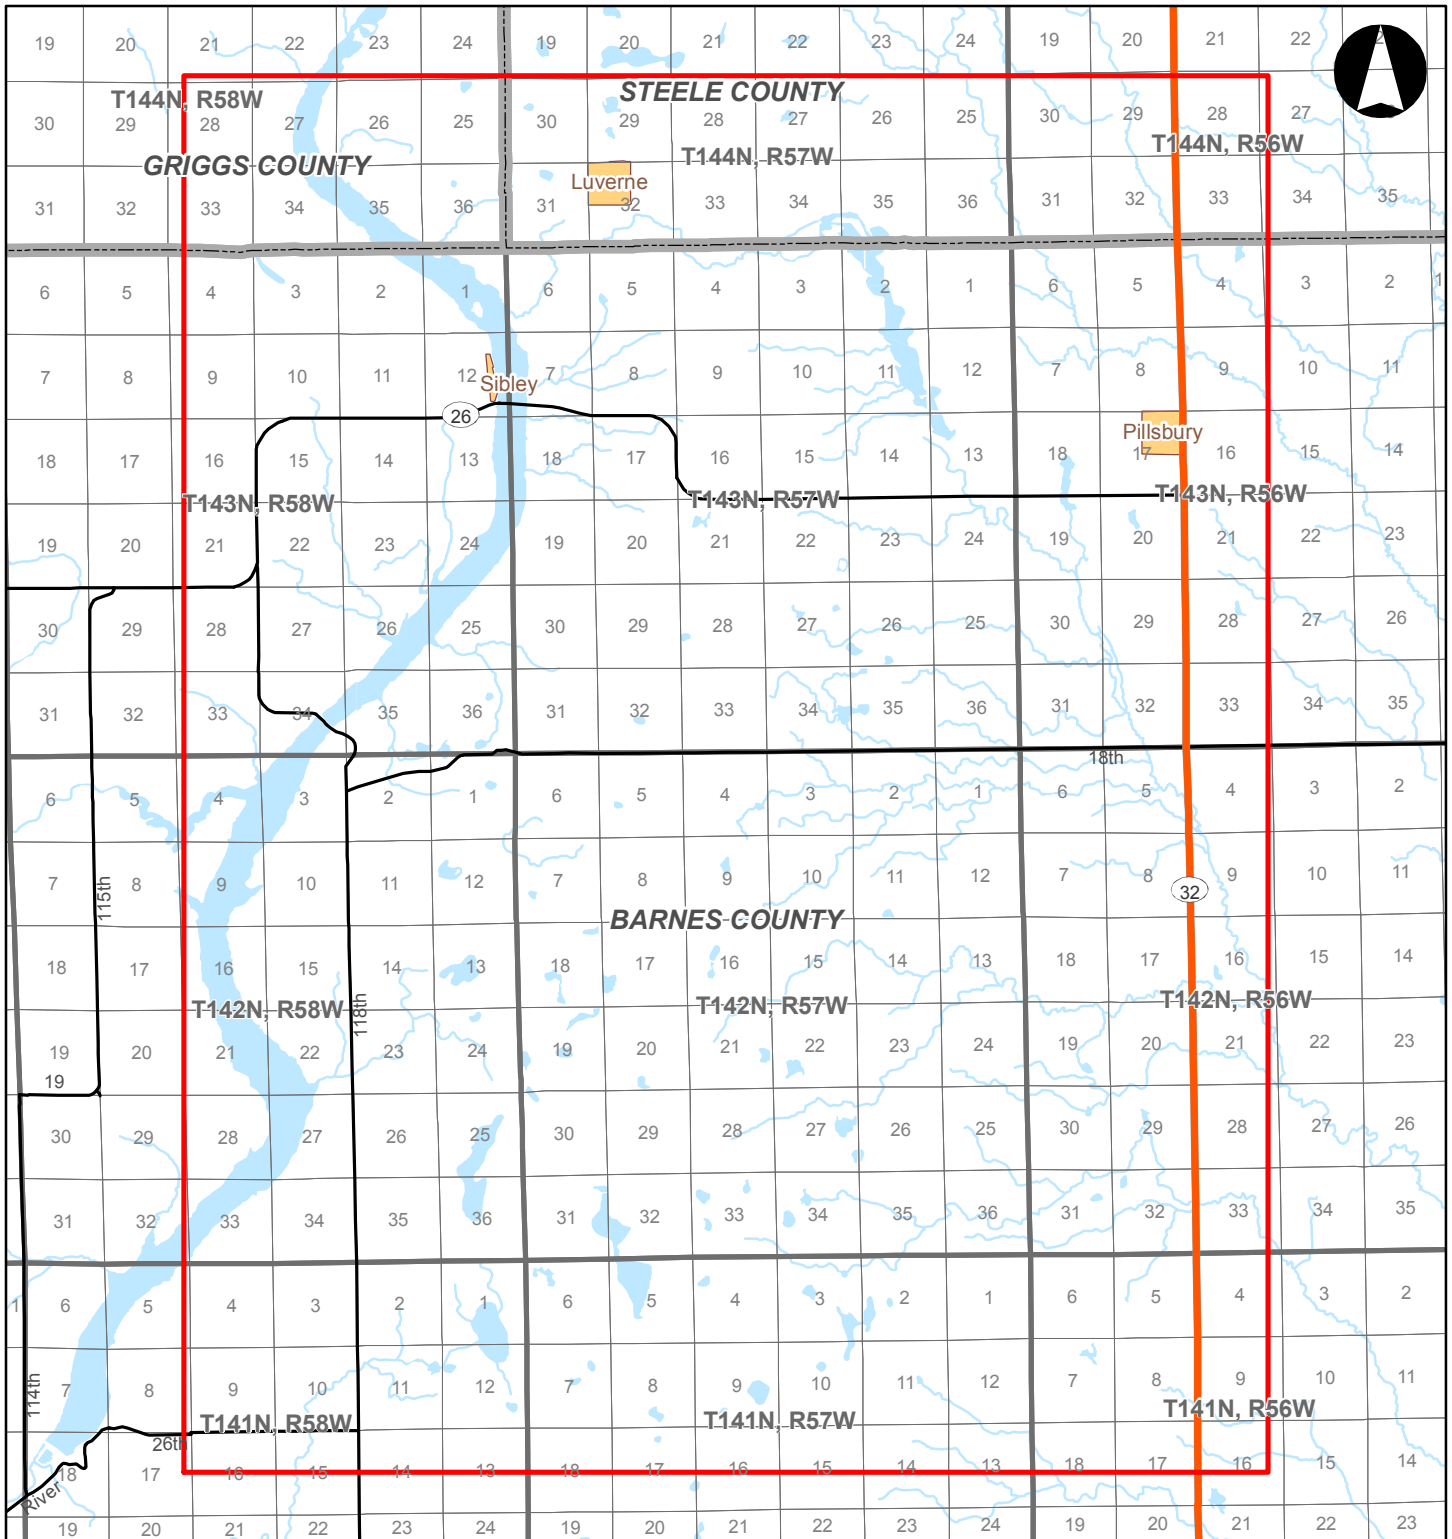 19 20 21 22 23 24 19 20 21 22 23 24 19 20 21 22
STEELE COUNTY
T144N, R58W
30 29 28 27 26 25 30 29 28 27 26 25 30 29 28 27
T144N, R56W
T144N, R57W
GRIGGS COUNTY
Luverne
31 32 33 34 35 36 31 32 33 34 35 36 31 32 33 34 35
6 5 4 3 2 1 6 5 4 3 2 1 6 5 4 3 2 1
7 8 9 10 11 12 7 8 9 10 11 12 7 8 9 10 11
Sibley
26
Pillsbury
18 17 16 15 14 13 18 17 16 15 14 13 18 17 16 15 14
T143N, R58W T143N, R57W T143N, R56W
19 20 21 22 23 24 19 20 21 22 23 24 19 20 21 22 23
30 29 28 27 26 25 30 29 28 27 26 25 30 29 28 27 26
31 32 33 34 35 36 31 32 33 34 35 36 31 32 33 34 35
18th
6 5 4 3 2 1 6 5 4 3 2 1 6 5 4 3 2
7 8 9 10 11 12 7 8 9 10 11 12 7 8 9 10 11
115th
32
BARNES COUNTY
18 17 16 15 14 13 18 17 16 15 14 13 18 17 16 15 14
T142N, R58W T142N, R57W T142N, R56W
118th
19 20 21 22 23 24 19 20 21 22 23 24 19 20 21 22 23
19
30 29 28 27 26 25 30 29 28 27 26 25 30 29 28 27 26
31 32 33 34 35 36 31 32 33 34 35 36 31 32 33 34 35
1 6 5 4 3 2 1 6 5 4 3 2 1 6 5 4 3 2
114th
7 8 9 10 11 12 7 8 9 10 11 12 7 8 9 10 11
T141N, R58W T141N, R57W T141N, R56W
26th
18 17 16 15 14 13 18 17 16 15 14 13 18 17 16 15 14
River
19 20 21 22 23 24 19 20 21 22 23 24 19 20 21 22 23